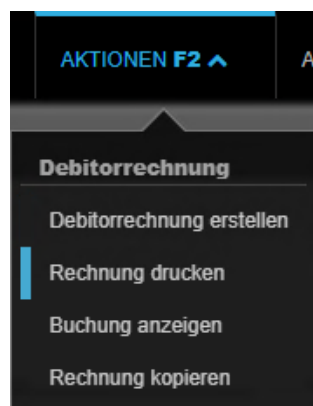 AKTIONEN F2
A
Debitorrechnung
Debitorrechnung erstellen
Rechnung drucken
Buchung anzeigen
Rechnung kopieren